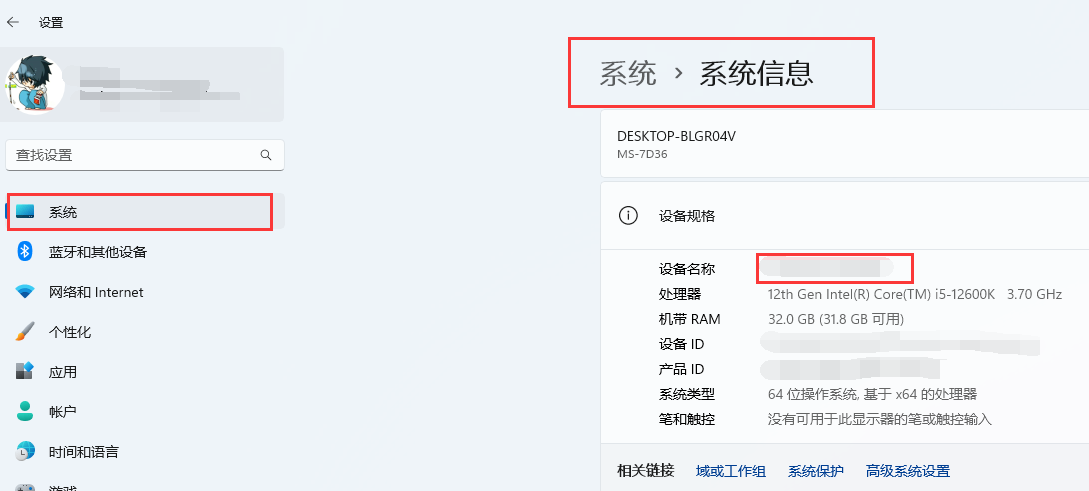 设置
查找设置
系统
蓝牙和其他设备
网络和 Internet
个性化
应用
帐户
时间和语言
游戏
系统 › 系统信息
DESKTOP-BLGR04V
MS-7D36
设备规格
设备名称
处理器 12th Gen Intel(R) Core(TM) i5-12600K 3.70 GHz
机带 RAM 32.0 GB (31.8 GB 可用)
设备 ID
产品 ID
系统类型 64 位操作系统, 基于 x64 的处理器
笔和触控 没有可用于此显示器的笔或触控输入
相关链接 域或工作组 系统保护 高级系统设置